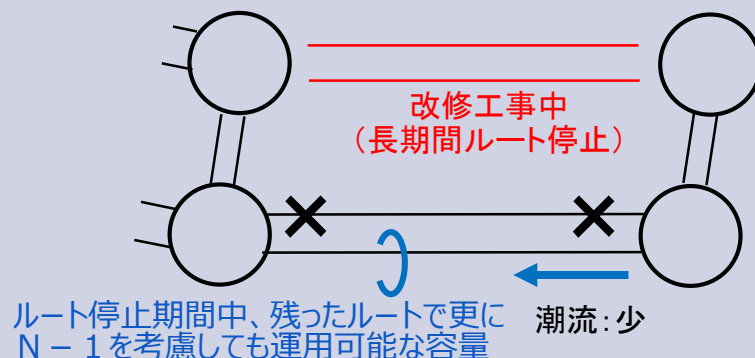 改修工事中
（長期間ルート停止）
潮流：少
ルート停止期間中、残ったルートで更に
Ｎ－１を考慮しても運用可能な容量